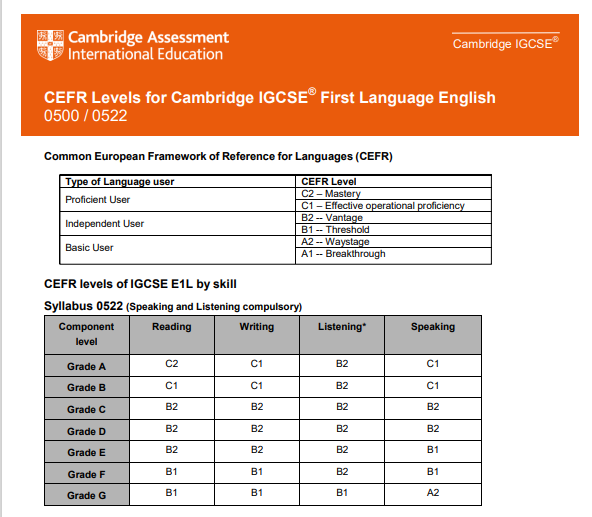 Cambridge Assessment
International Education
Cambridge IGCSE®
CEFR Levels for Cambridge IGCSE® First Language English
0500 / 0522
Common European Framework of Reference for Languages (CEFR)
Type of Language user CEFR Level
Proficient User C2 – Mastery
C1 – Effective operational proficiency
Independent User B2 -- Vantage
B1 -- Threshold
Basic User A2 -- Waystage
A1 -- Breakthrough
CEFR levels of IGCSE E1L by skill
Syllabus 0522 (Speaking and Listening compulsory)
Component level Reading Writing Listening* Speaking
Grade A C2 C1 B2 C1
Grade B C1 C1 B2 C1
Grade C B2 B2 B2 B2
Grade D B2 B2 B2 B2
Grade E B2 B2 B2 B1
Grade F B1 B1 B2 B1
Grade G B1 B1 B1 A2